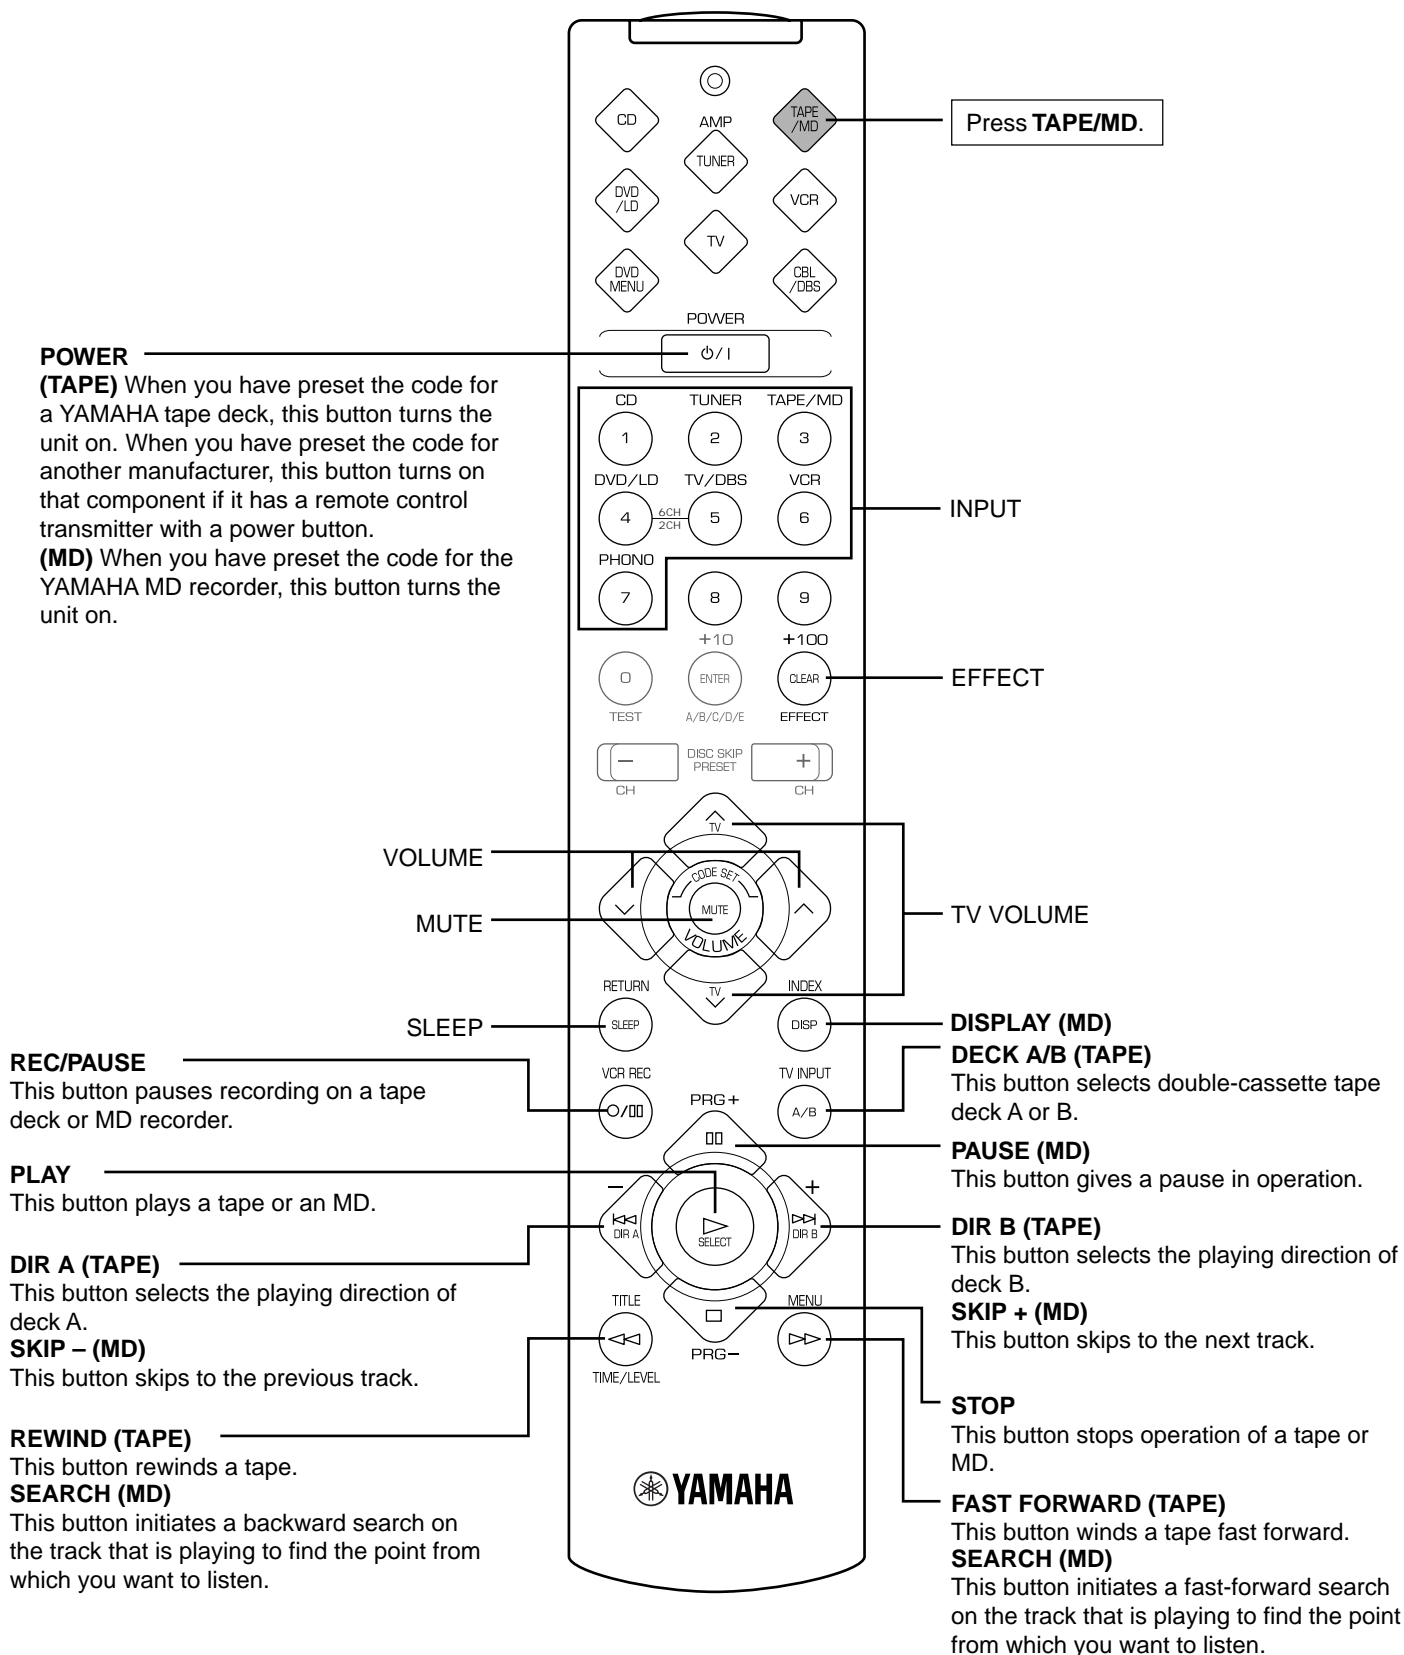 CD
AMP
TAPE
/MD
Press TAPE/MD.
TUNER
DVD
/LD
VCR
TV
DVD
MENU
CBL
/DBS
POWER
⏻/I
POWER
(TAPE) When you have preset the code for
a YAMAHA tape deck, this button turns the
unit on. When you have preset the code for
another manufacturer, this button turns on
that component if it has a remote control
transmitter with a power button.
(MD) When you have preset the code for the
YAMAHA MD recorder, this button turns the
unit on.
CD TUNER TAPE/MD
1 2 3
DVD/LD TV/DBS VCR
4 6CH 5 6
2CH
INPUT
PHONO
7 8 9
+10 +100
0 ENTER CLEAR
EFFECT
TEST A/B/C/D/E EFFECT
– DISC SKIP +
PRESET
CH CH
TV
VOLUME
CODE SET
MUTE
MUTE
VOLUME
TV VOLUME
TV
RETURN INDEX
SLEEP
SLEEP DISP
DISPLAY (MD)
REC/PAUSE
This button pauses recording on a tape
deck or MD recorder.
VCR REC TV INPUT
A/B
DECK A/B (TAPE)
This button selects double-cassette tape
deck A or B.
PRG+
PAUSE (MD)
This button gives a pause in operation.
PLAY
This button plays a tape or an MD.
– +
DIR A SELECT DIR B
DIR A (TAPE)
This button selects the playing direction of
deck A.
SKIP – (MD)
This button skips to the previous track.
DIR B (TAPE)
This button selects the playing direction of
deck B.
SKIP + (MD)
This button skips to the next track.
TITLE MENU
PRG–
TIME/LEVEL
STOP
This button stops operation of a tape or
MD.
REWIND (TAPE)
This button rewinds a tape.
SEARCH (MD)
This button initiates a backward search on
the track that is playing to find the point from
which you want to listen.
YAMAHA
FAST FORWARD (TAPE)
This button winds a tape fast forward.
SEARCH (MD)
This button initiates a fast-forward search
on the track that is playing to find the point
from which you want to listen.